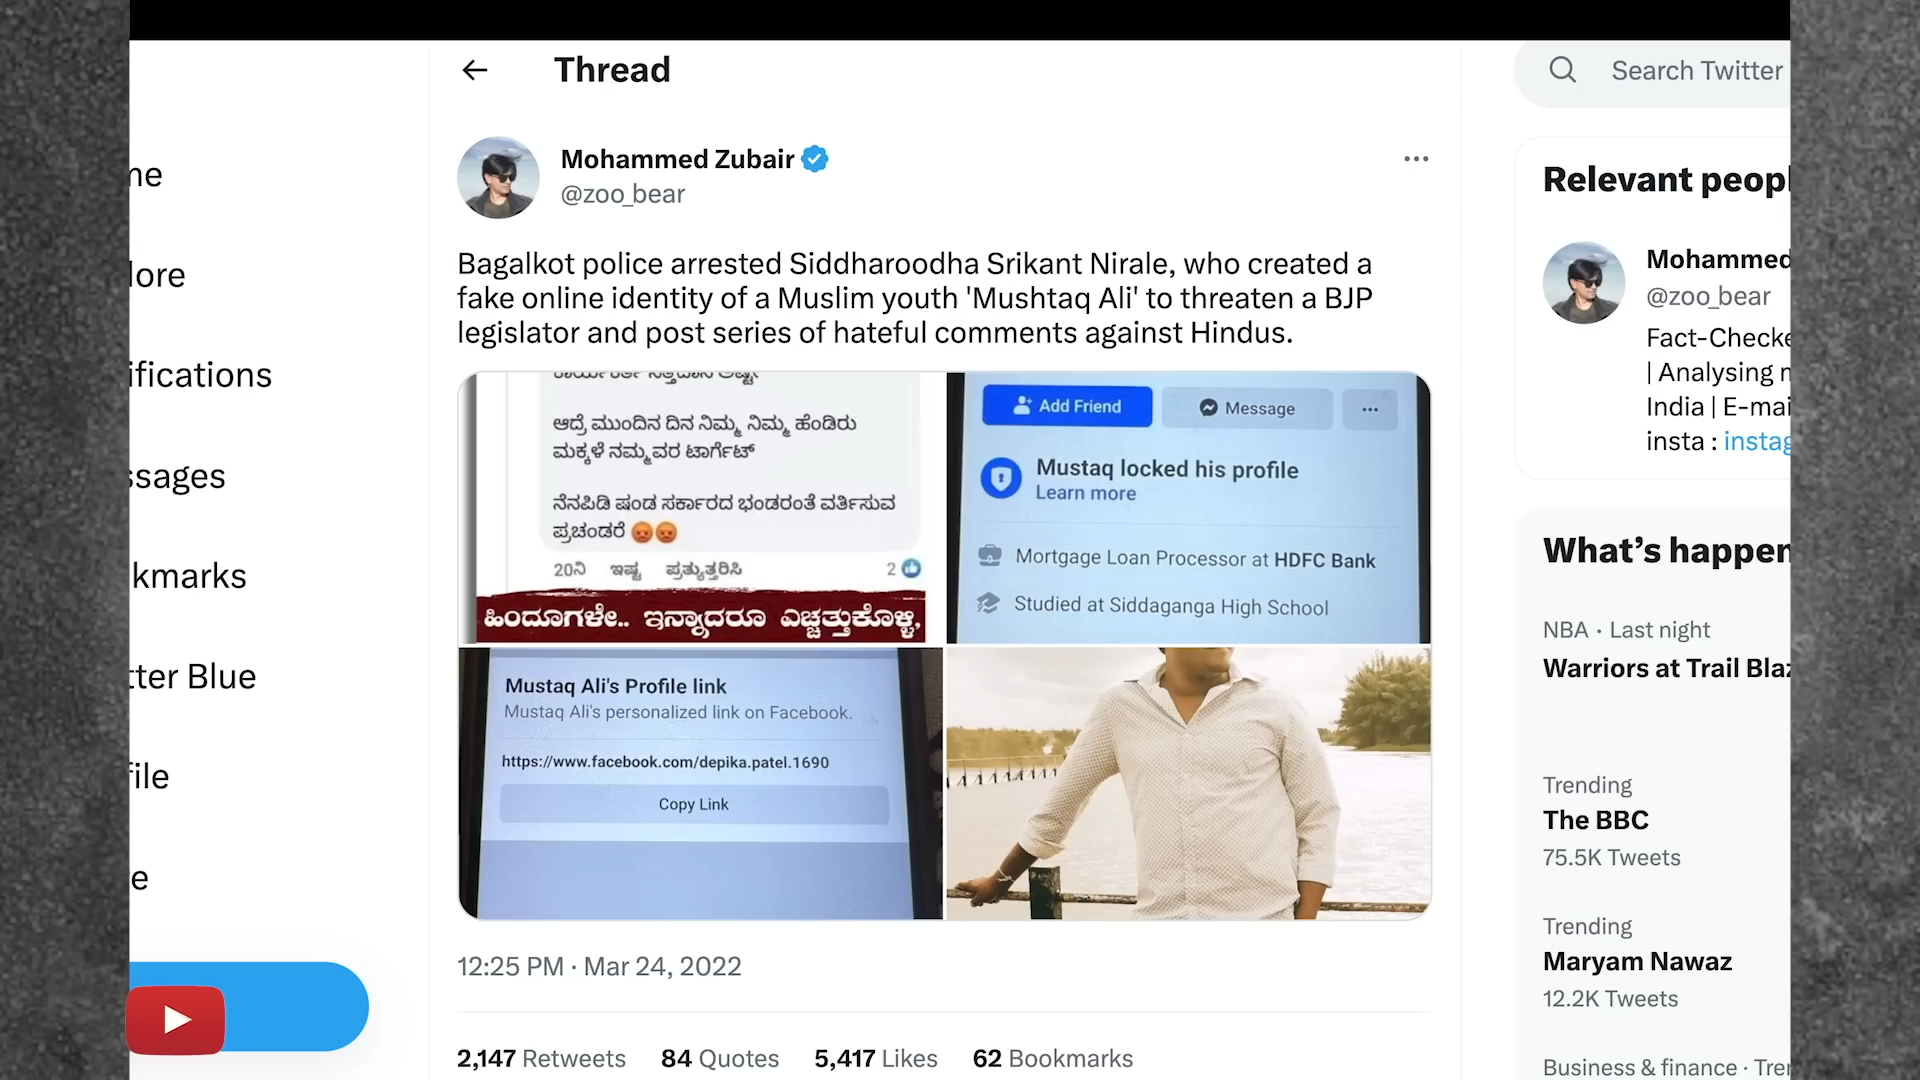 Thread
Search Twitter
Mohammed Zubair
@zoo_bear
Bagalkot police arrested Siddharoodha Srikant Nirale, who created a
fake online identity of a Muslim youth 'Mushtaq Ali' to threaten a BJP
legislator and post series of hateful comments against Hindus.
ಆದ್ರೆ ಮುಂದಿನ ದಿನ ನಿಮ್ಮ ನಿಮ್ಮ ಹೆಂಡಿರು
ಮಕ್ಕಳೆ ನಮ್ಮವರ ಟಾರ್ಗೆಟ್
ನೆನಪಿಡಿ ಷಂಡ ಸರ್ಕಾರದ ಭಂಡರಂತೆ ವರ್ತಿಸುವ
ಪ್ರಚಂಡರೆ
20ನಿ ಇಷ್ಟ ಪ್ರತ್ಯುತ್ತರಿಸಿ 2
ಹಿಂದೂಗಳೇ.. ಇನ್ನಾದರೂ ಎಚ್ಚೆತ್ತುಕೊಳ್ಳಿ,
Add Friend Message
Mustaq locked his profile
Learn more
Mortgage Loan Processor at HDFC Bank
Studied at Siddaganga High School
Mustaq Ali's Profile link
Mustaq Ali's personalized link on Facebook.
https://www.facebook.com/depika.patel.1690
Copy Link
12:25 PM · Mar 24, 2022
2,147 Retweets 84 Quotes 5,417 Likes 62 Bookmarks
me
lore
ifications
ssages
kmarks
tter Blue
file
e
Relevant peopl
Mohammed
@zoo_bear
Fact-Checke
| Analysing m
India | E-mai
insta : instag
What's happen
NBA · Last night
Warriors at Trail Blaz
Trending
The BBC
75.5K Tweets
Trending
Maryam Nawaz
12.2K Tweets
Business & finance · Tren